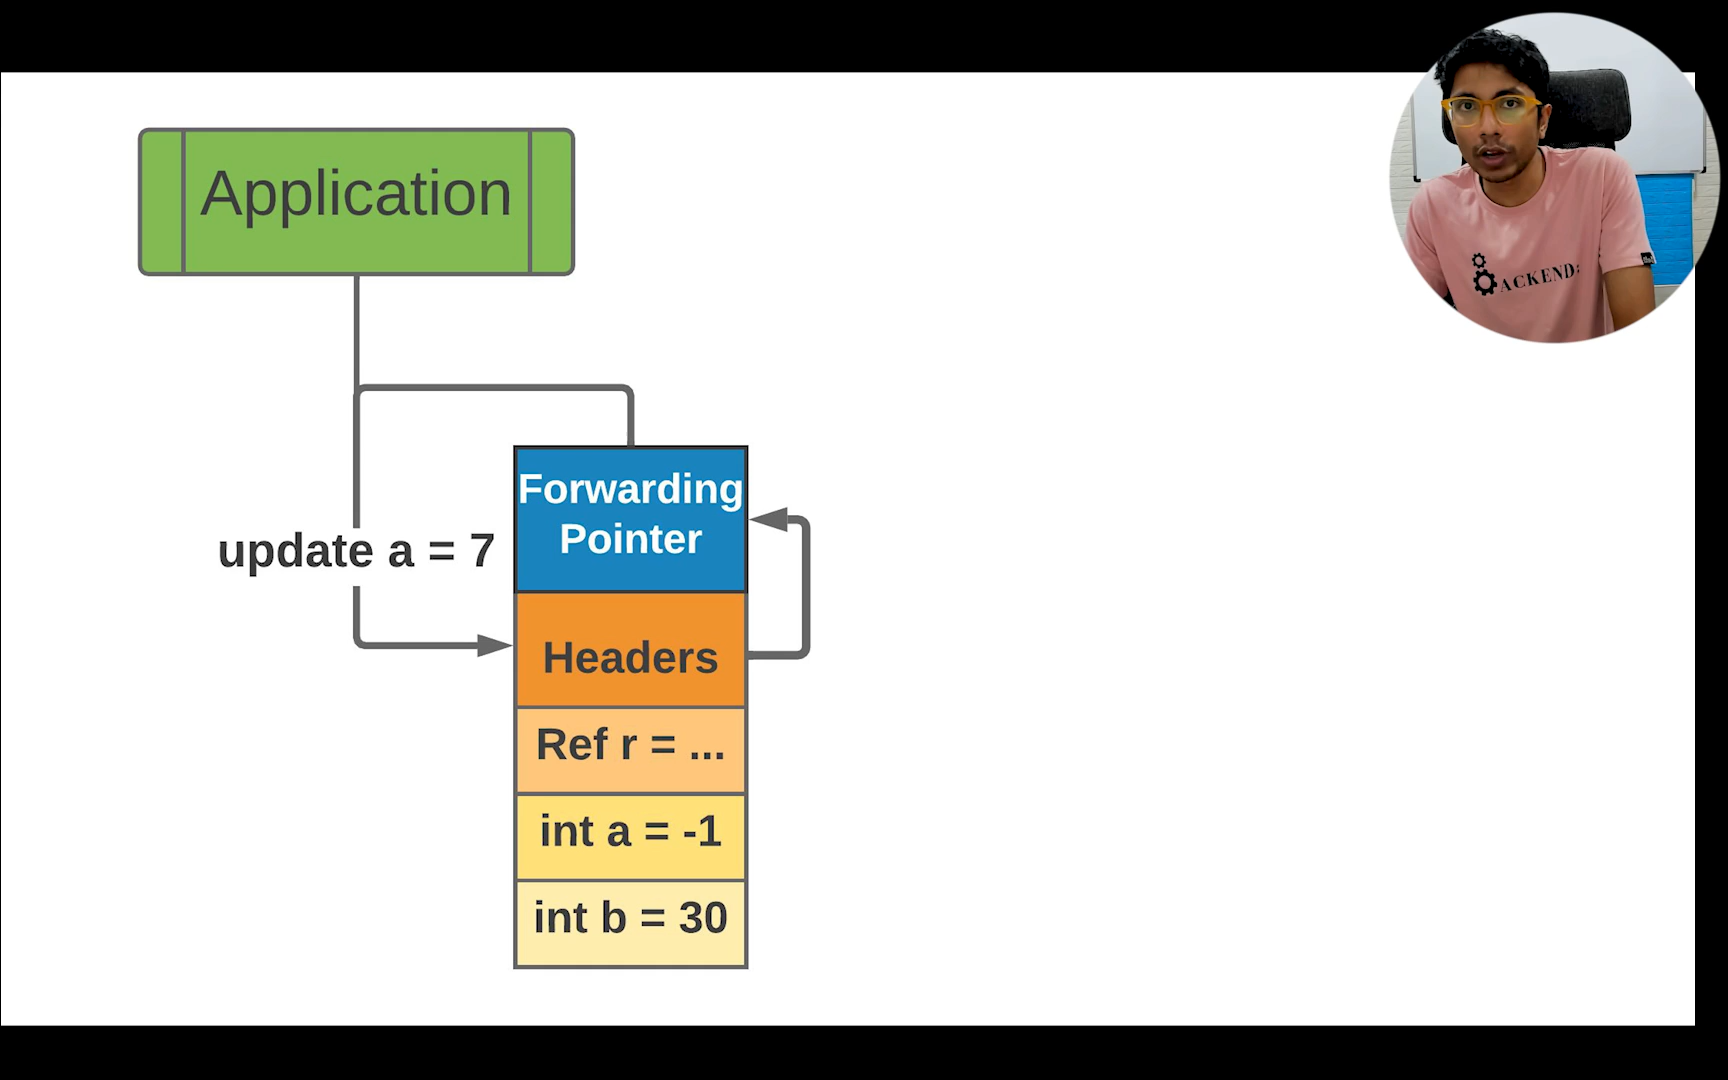 Application
Forwarding
Pointer
update a = 7
Headers
Ref r = ...
int a = -1
int b = 30
ACKEND